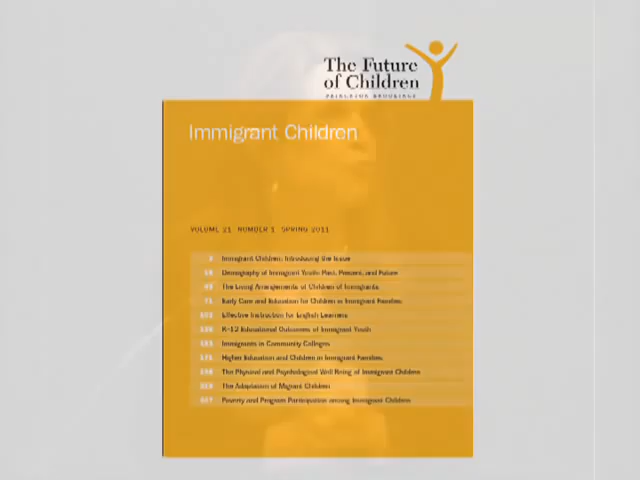 The Future
of Children
PRINCETON BROOKINGS
Immigrant Children
VOLUME 21 NUMBER 1 SPRING 2011
3 Immigrant Children: Introducing the Issue
Demography of Immigrant Youth: Past, Present, and Future
The Living Arrangements of Children of Immigrants
71 Early Care and Education for Children in Immigrant Families
103 Effective Instruction for English Learners
K–12 Educational Outcomes of Immigrant Youth
Immigrants in Community Colleges
171 Higher Education and Children in Immigrant Families
The Physical and Psychological Well-Being of Immigrant Children
The Adaptation of Migrant Children
Poverty and Program Participation among Immigrant Children